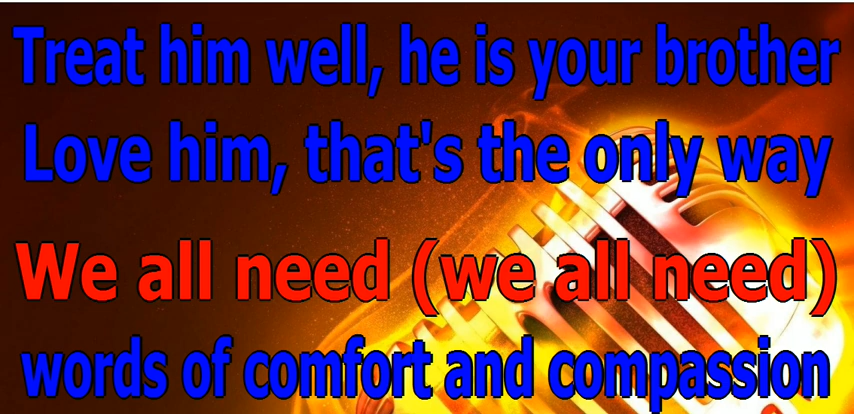 Treat him well, he is your brother
Love him, that's the only way
We all need (we all need)
words of comfort and compassion